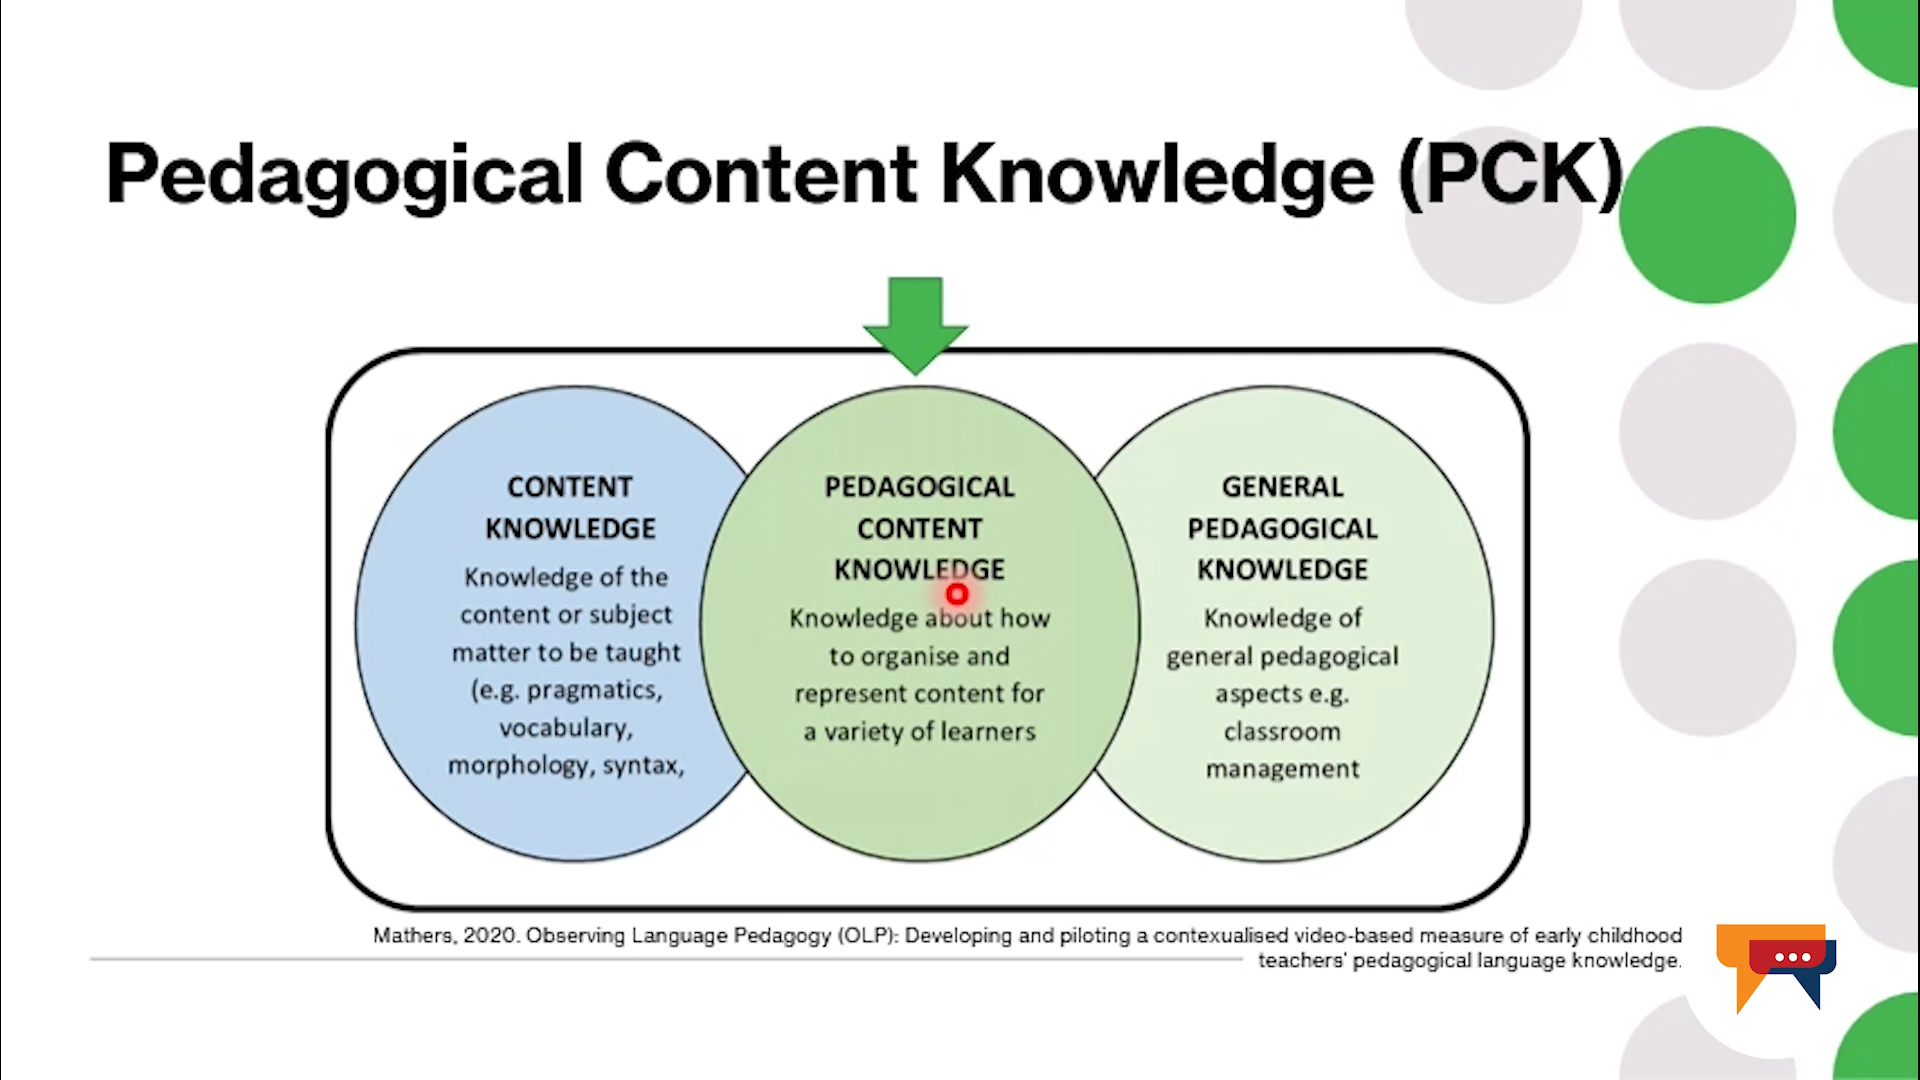 Pedagogical Content Knowledge (PCK)
CONTENT
KNOWLEDGE
Knowledge of the
content or subject
matter to be taught
(e.g. pragmatics,
vocabulary,
morphology, syntax,
PEDAGOGICAL
CONTENT
KNOWLEDGE
Knowledge about how
to organise and
represent content for
a variety of learners
GENERAL
PEDAGOGICAL
KNOWLEDGE
Knowledge of
general pedagogical
aspects e.g.
classroom
management
Mathers, 2020. Observing Language Pedagogy (OLP): Developing and piloting a contexualised video-based measure of early childhood
teachers' pedagogical language knowledge.